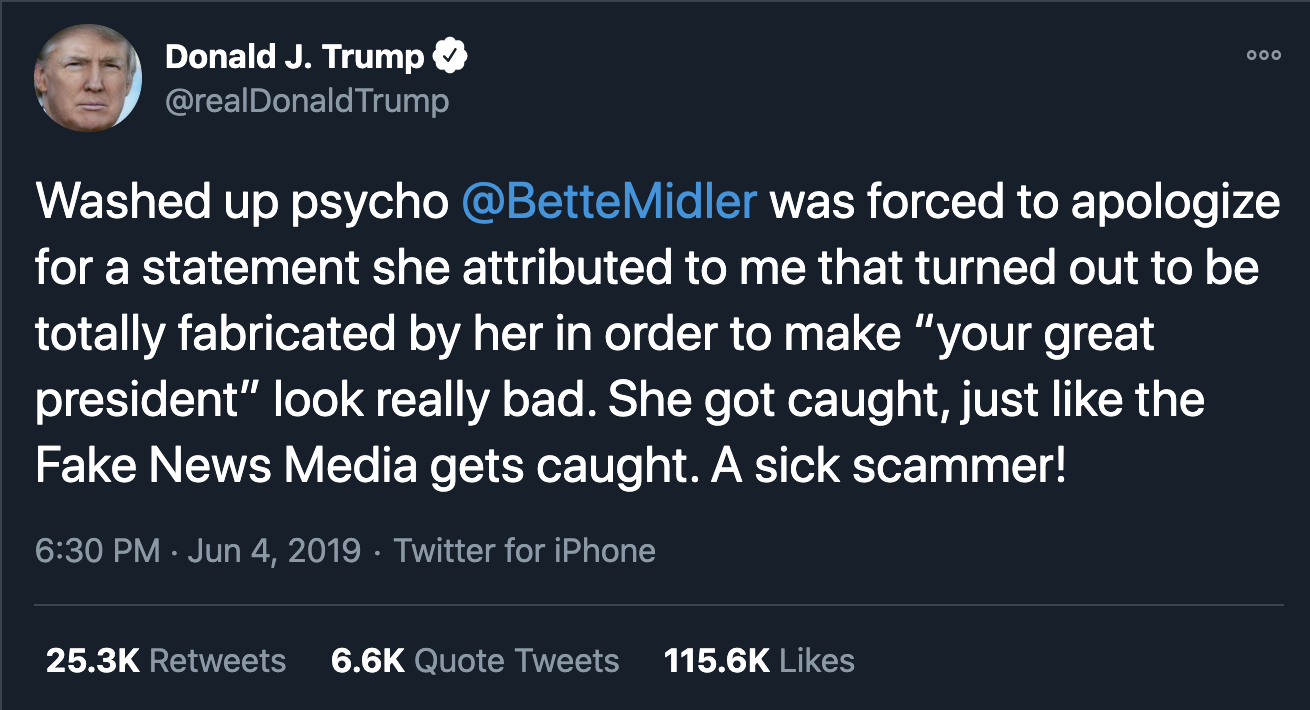 Donald J. Trump
@realDonaldTrump
Washed up psycho @BetteMidler was forced to apologize
for a statement she attributed to me that turned out to be
totally fabricated by her in order to make “your great
president” look really bad. She got caught, just like the
Fake News Media gets caught. A sick scammer!
6:30 PM · Jun 4, 2019 · Twitter for iPhone
25.3K Retweets 6.6K Quote Tweets 115.6K Likes